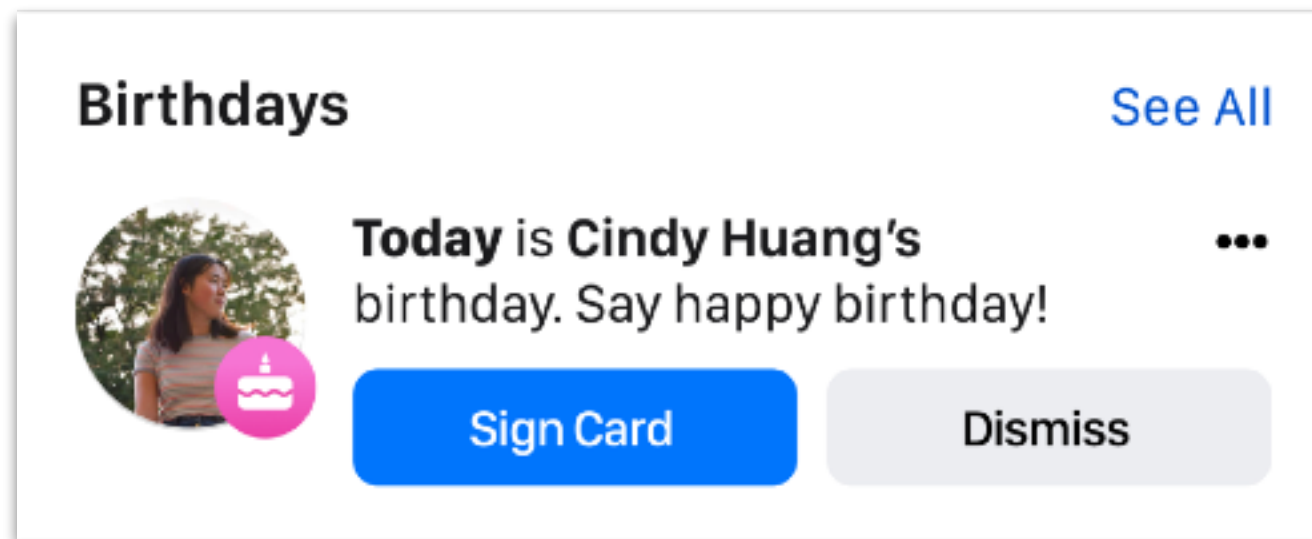 Birthdays
See All
Today is Cindy Huang’s
birthday. Say happy birthday!
Sign Card
Dismiss